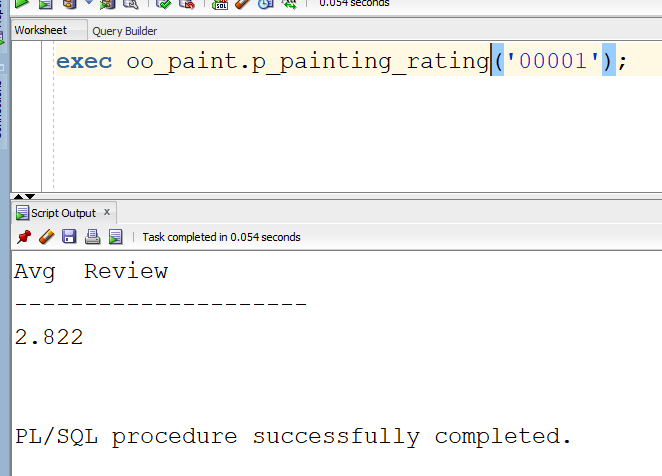 0.054 seconds
Worksheet
Query Builder
exec oo_paint.p_painting_rating('00001');
Script Output x
Task completed in 0.054 seconds
Avg  Review
---------------------
2.822
PL/SQL procedure successfully completed.